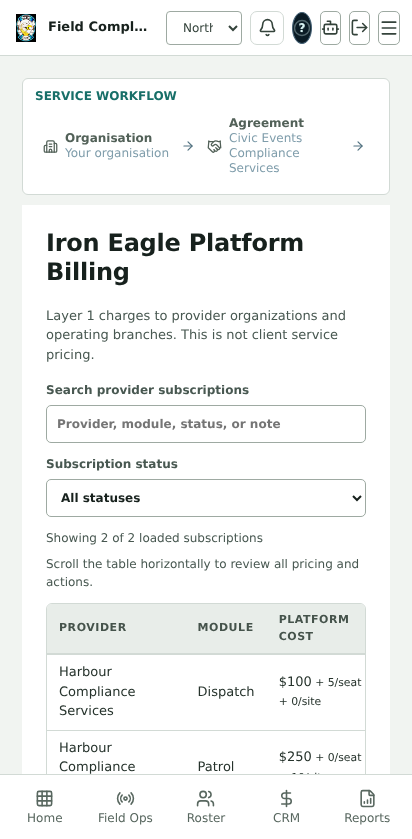 Field Compl...
North
?
SERVICE WORKFLOW
Organisation
Your organisation
Agreement
Civic Events
Compliance
Services
Iron Eagle Platform
Billing
Layer 1 charges to provider organizations and
operating branches. This is not client service
pricing.
Search provider subscriptions
Provider, module, status, or note
Subscription status
All statuses
Showing 2 of 2 loaded subscriptions
Scroll the table horizontally to review all pricing and
actions.
PROVIDER MODULE PLATFORM
COST
Harbour
Compliance
Services
Dispatch
$100 + 5/seat
+ 0/site
Harbour
Compliance
Patrol
$250 + 0/seat
Home Field Ops Roster CRM Reports